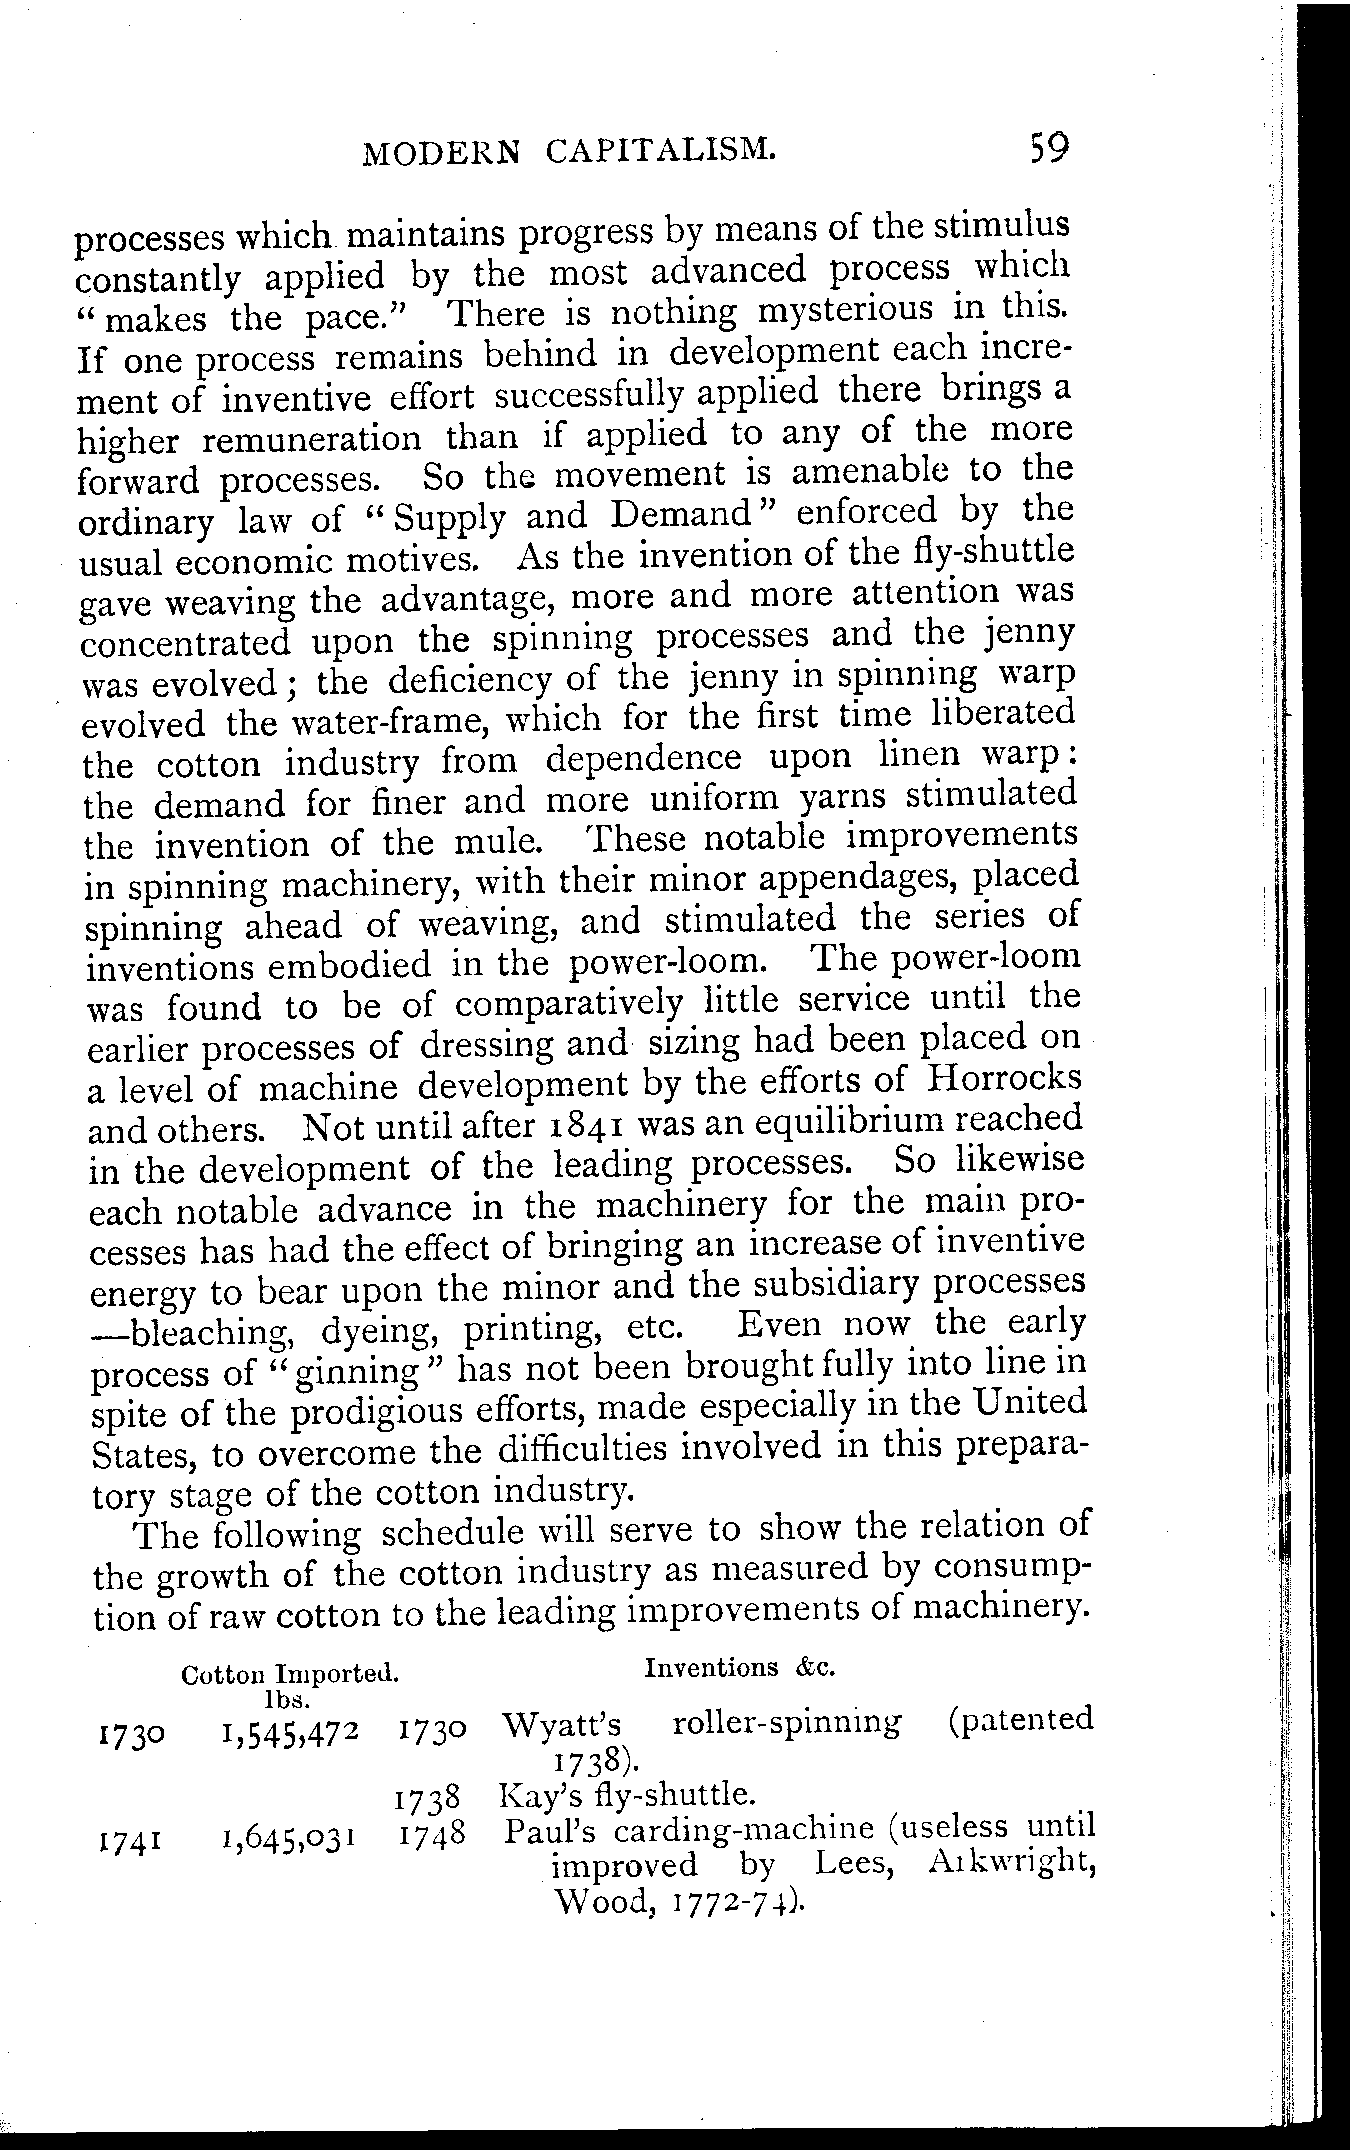 MODERN CAPITALISM. 59
processes which maintains progress by means of the stimulus
constantly applied by the most advanced process which
“ makes the pace.” There is nothing mysterious in this.
If one process remains behind in development each incre-
ment of inventive effort successfully applied there brings a
higher remuneration than if applied to any of the more
forward processes. So the movement is amenable to the
ordinary law of “ Supply and Demand ” enforced by the
usual economic motives. As the invention of the fly-shuttle
gave weaving the advantage, more and more attention was
concentrated upon the spinning processes and the jenny
was evolved ; the deficiency of the jenny in spinning warp
evolved the water-frame, which for the first time liberated
the cotton industry from dependence upon linen warp :
the demand for finer and more uniform yarns stimulated
the invention of the mule. These notable improvements
in spinning machinery, with their minor appendages, placed
spinning ahead of weaving, and stimulated the series of
inventions embodied in the power-loom. The power-loom
was found to be of comparatively little service until the
earlier processes of dressing and sizing had been placed on
a level of machine development by the efforts of Horrocks
and others. Not until after 1841 was an equilibrium reached
in the development of the leading processes. So likewise
each notable advance in the machinery for the main pro-
cesses has had the effect of bringing an increase of inventive
energy to bear upon the minor and the subsidiary processes
—bleaching, dyeing, printing, etc. Even now the early
process of “ ginning ” has not been brought fully into line in
spite of the prodigious efforts, made especially in the United
States, to overcome the difficulties involved in this prepara-
tory stage of the cotton industry.
The following schedule will serve to show the relation of
the growth of the cotton industry as measured by consump-
tion of raw cotton to the leading improvements of machinery.
Cotton Imported. Inventions &c.
lbs.
1730 1,545,472 1730 Wyatt’s roller-spinning (patented
1738).
1738 Kay’s fly-shuttle.
1741 1,645,031 1748 Paul’s carding-machine (useless until
improved by Lees, Arkwright,
Wood, 1772-74).